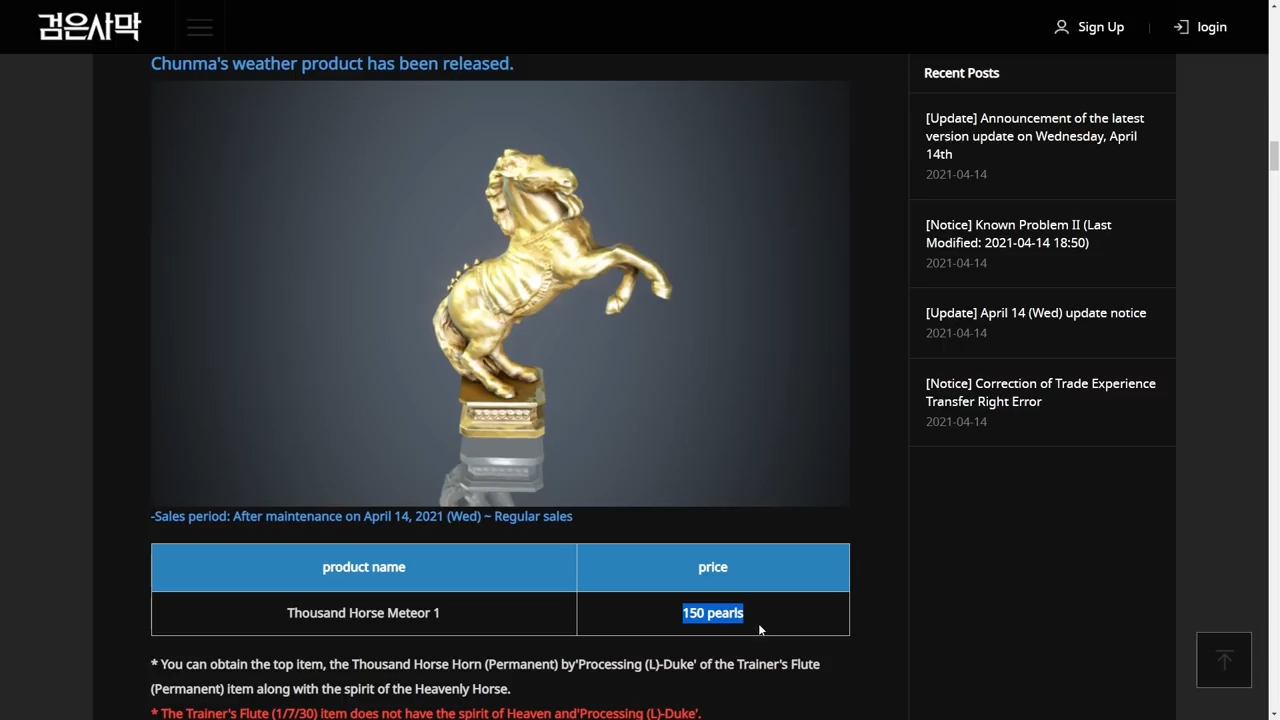 검은사막
Sign Up
login
Chunma's weather product has been released.
-Sales period: After maintenance on April 14, 2021 (Wed) ~ Regular sales
product name
price
Thousand Horse Meteor 1
150 pearls
* You can obtain the top item, the Thousand Horse Horn (Permanent) by'Processing (L)-Duke' of the Trainer's Flute
(Permanent) item along with the spirit of the Heavenly Horse.
* The Trainer's Flute (1/7/30) item does not have the spirit of Heaven and'Processing (L)-Duke'.
Recent Posts
[Update] Announcement of the latest
version update on Wednesday, April
14th
2021-04-14
[Notice] Known Problem II (Last
Modified: 2021-04-14 18:50)
2021-04-14
[Update] April 14 (Wed) update notice
2021-04-14
[Notice] Correction of Trade Experience
Transfer Right Error
2021-04-14